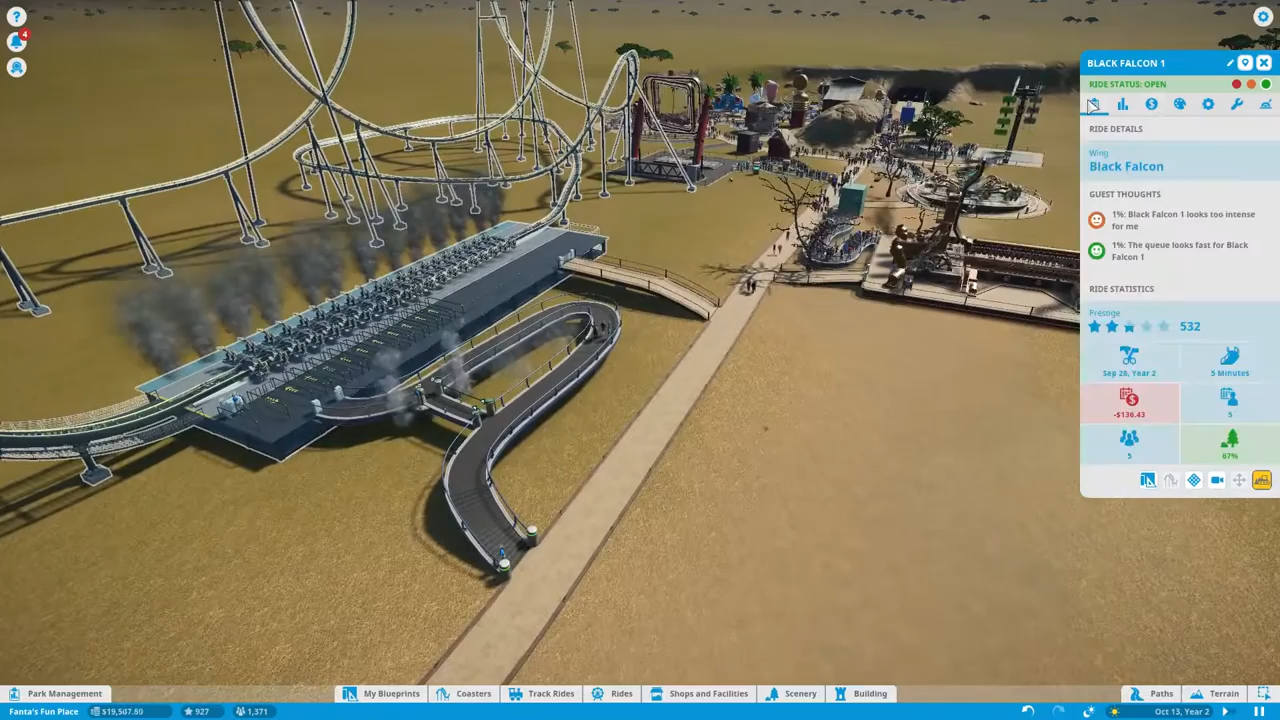 4
BLACK FALCON 1
RIDE STATUS: OPEN
RIDE DETAILS
Wing
Black Falcon
GUEST THOUGHTS
1%: Black Falcon 1 looks too intense
for me
1%: The queue looks fast for Black
Falcon 1
RIDE STATISTICS
Prestige
532
Sep 28, Year 2
5 Minutes
-$136.43
5
5
67%
Park Management
My Blueprints
Coasters
Track Rides
Rides
Shops and Facilities
Scenery
Building
Paths
Terrain
Fanta's Fun Place
$19,507.80
927
1,371
Oct 13, Year 2